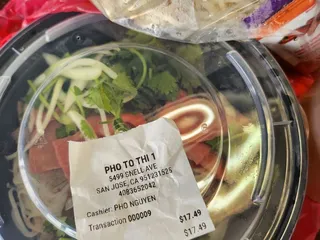 PHO TO THI 1
5499 SNELL AVE
SAN JOSE, CA 951231525
4083652042
Cashier: PHO NGUYEN
Transaction 000009
$17.49
$17.49